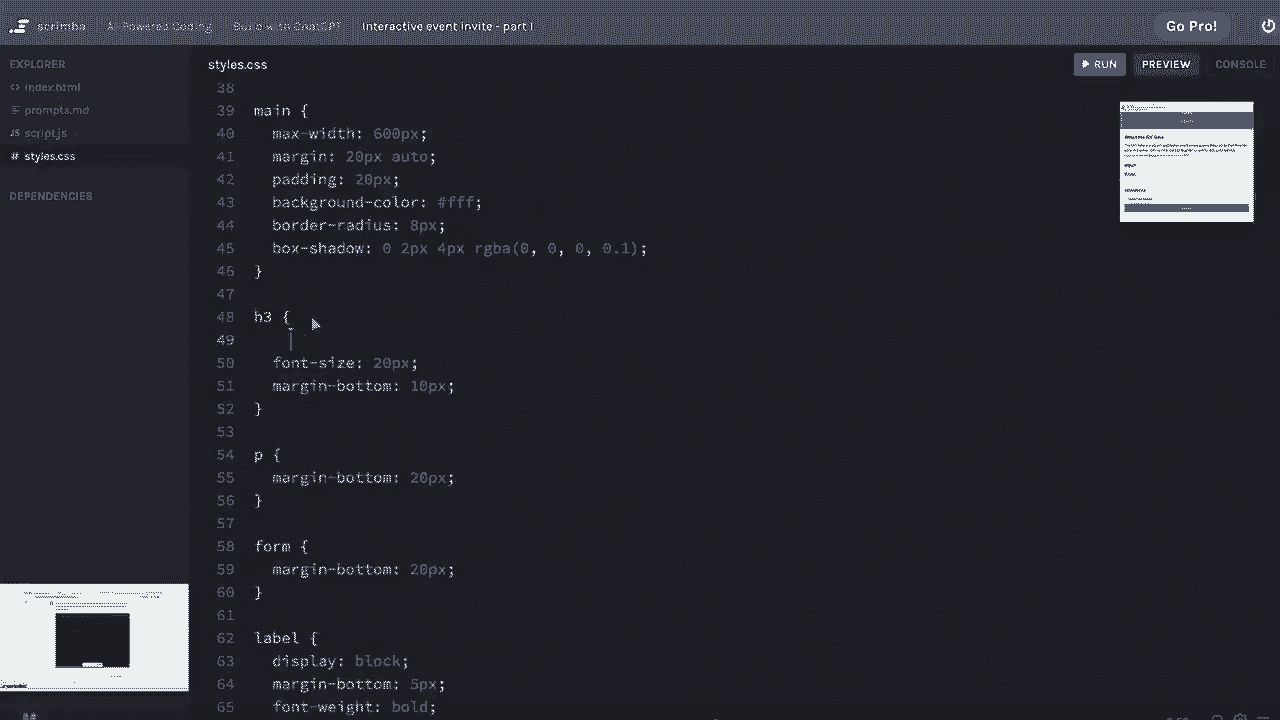 scrimba AI-Powered Coding Build with ChatGPT Interactive event invite - part 1 Go Pro!
EXPLORER
index.html
prompts.md
JS script.js
# styles.css
DEPENDENCIES
styles.css
RUN PREVIEW CONSOLE
38
39 main {
40 max-width: 600px;
41 margin: 20px auto;
42 padding: 20px;
43 background-color: #fff;
44 border-radius: 8px;
45 box-shadow: 0 2px 4px rgba(0, 0, 0, 0.1);
46 }
47
48 h3 {
49
50 font-size: 20px;
51 margin-bottom: 10px;
52 }
53
54 p {
55 margin-bottom: 20px;
56 }
57
58 form {
59 margin-bottom: 20px;
60 }
61
62 label {
63 display: block;
64 margin-bottom: 5px;
65 font-weight: bold;